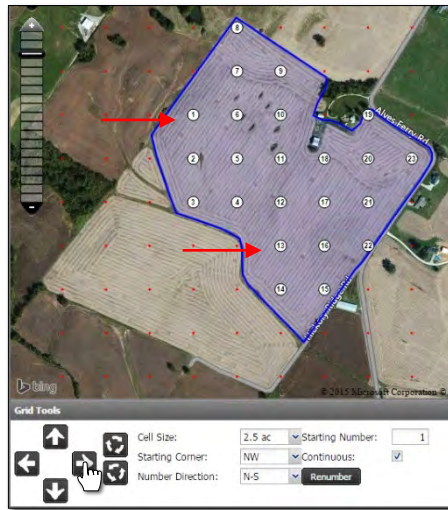 8
7 9
1 6 10 19
Alves Ferry Rd
2 5 11 18 20 23
3 4 12 17 21
13 16 22
14 15
bing
© 2015 Microsoft Corporation ©
Grid Tools
Cell Size: 2.5 ac Starting Number: 1
Starting Corner: NW Continuous:
Number Direction: N-S Renumber